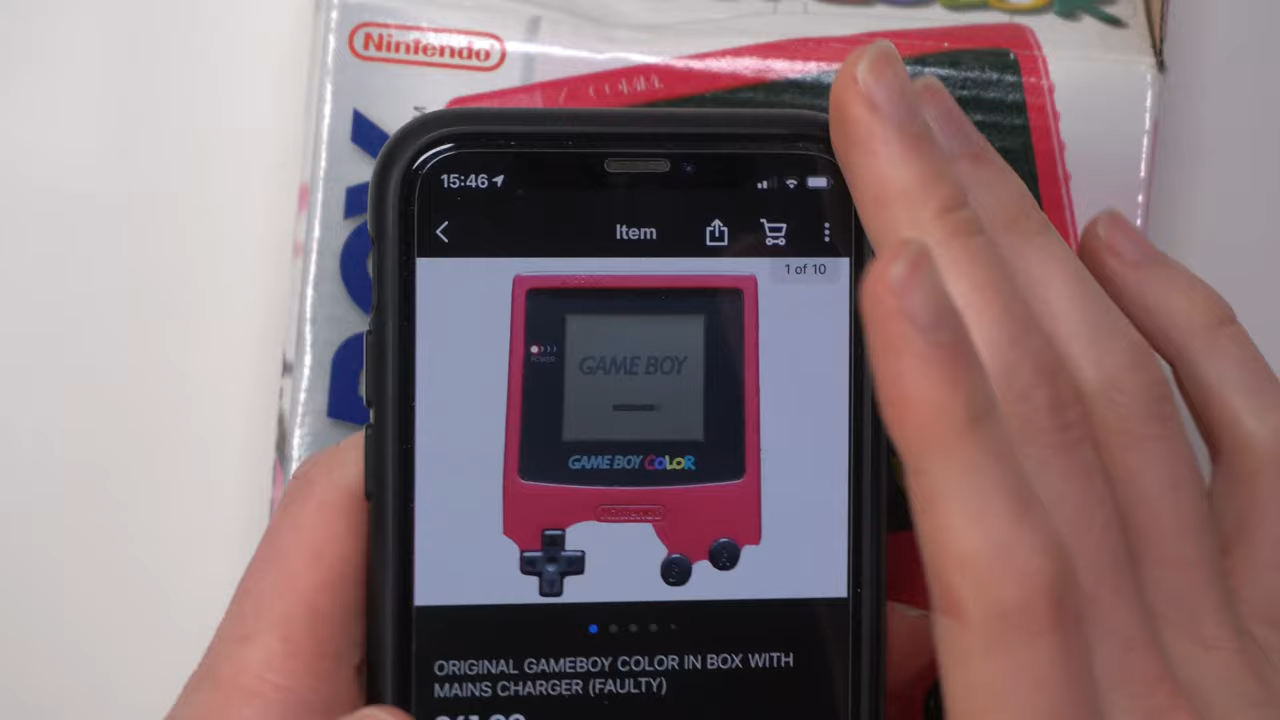 Nintendo
BOY
15:46
Item
1 of 10
POWER
GAME BOY
GAME BOY COLOR
Nintendo
ORIGINAL GAMEBOY COLOR IN BOX WITH
MAINS CHARGER (FAULTY)